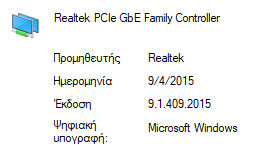 Realtek PCIe GbE Family Controller
Προμηθευτής Realtek
Ημερομηνία 9/4/2015
Έκδοση 9.1.409.2015
Ψηφιακή υπογραφή: Microsoft Windows